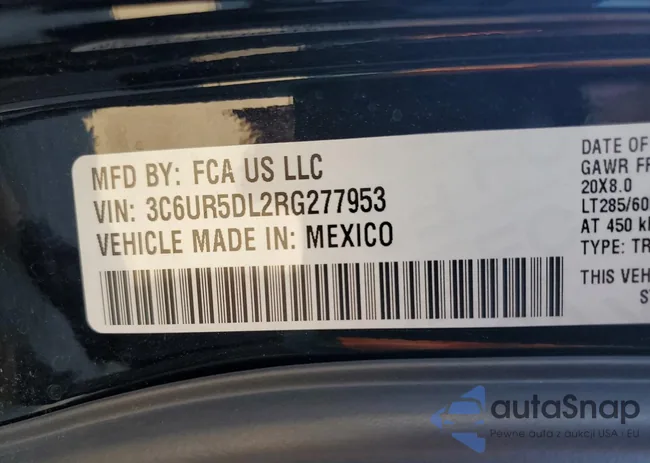 MFD BY: FCA US LLC
VIN: 3C6UR5DL2RG277953
VEHICLE MADE IN: MEXICO
DATE OF
GAWR FR
20X8.0
LT285/60
AT 450 k
TYPE: TR
THIS VEH
autaSnap
Pewne auta z aukcji USA i EU